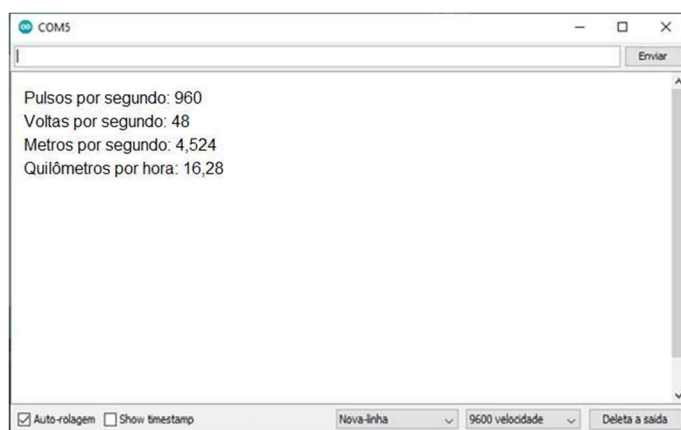 COM5
Enviar
Pulsos por segundo: 960
Voltas por segundo: 48
Metros por segundo: 4,524
Quilômetros por hora: 16,28
Auto-rolagem Show timestamp Nova-linha 9600 velocidade Deleta a saida